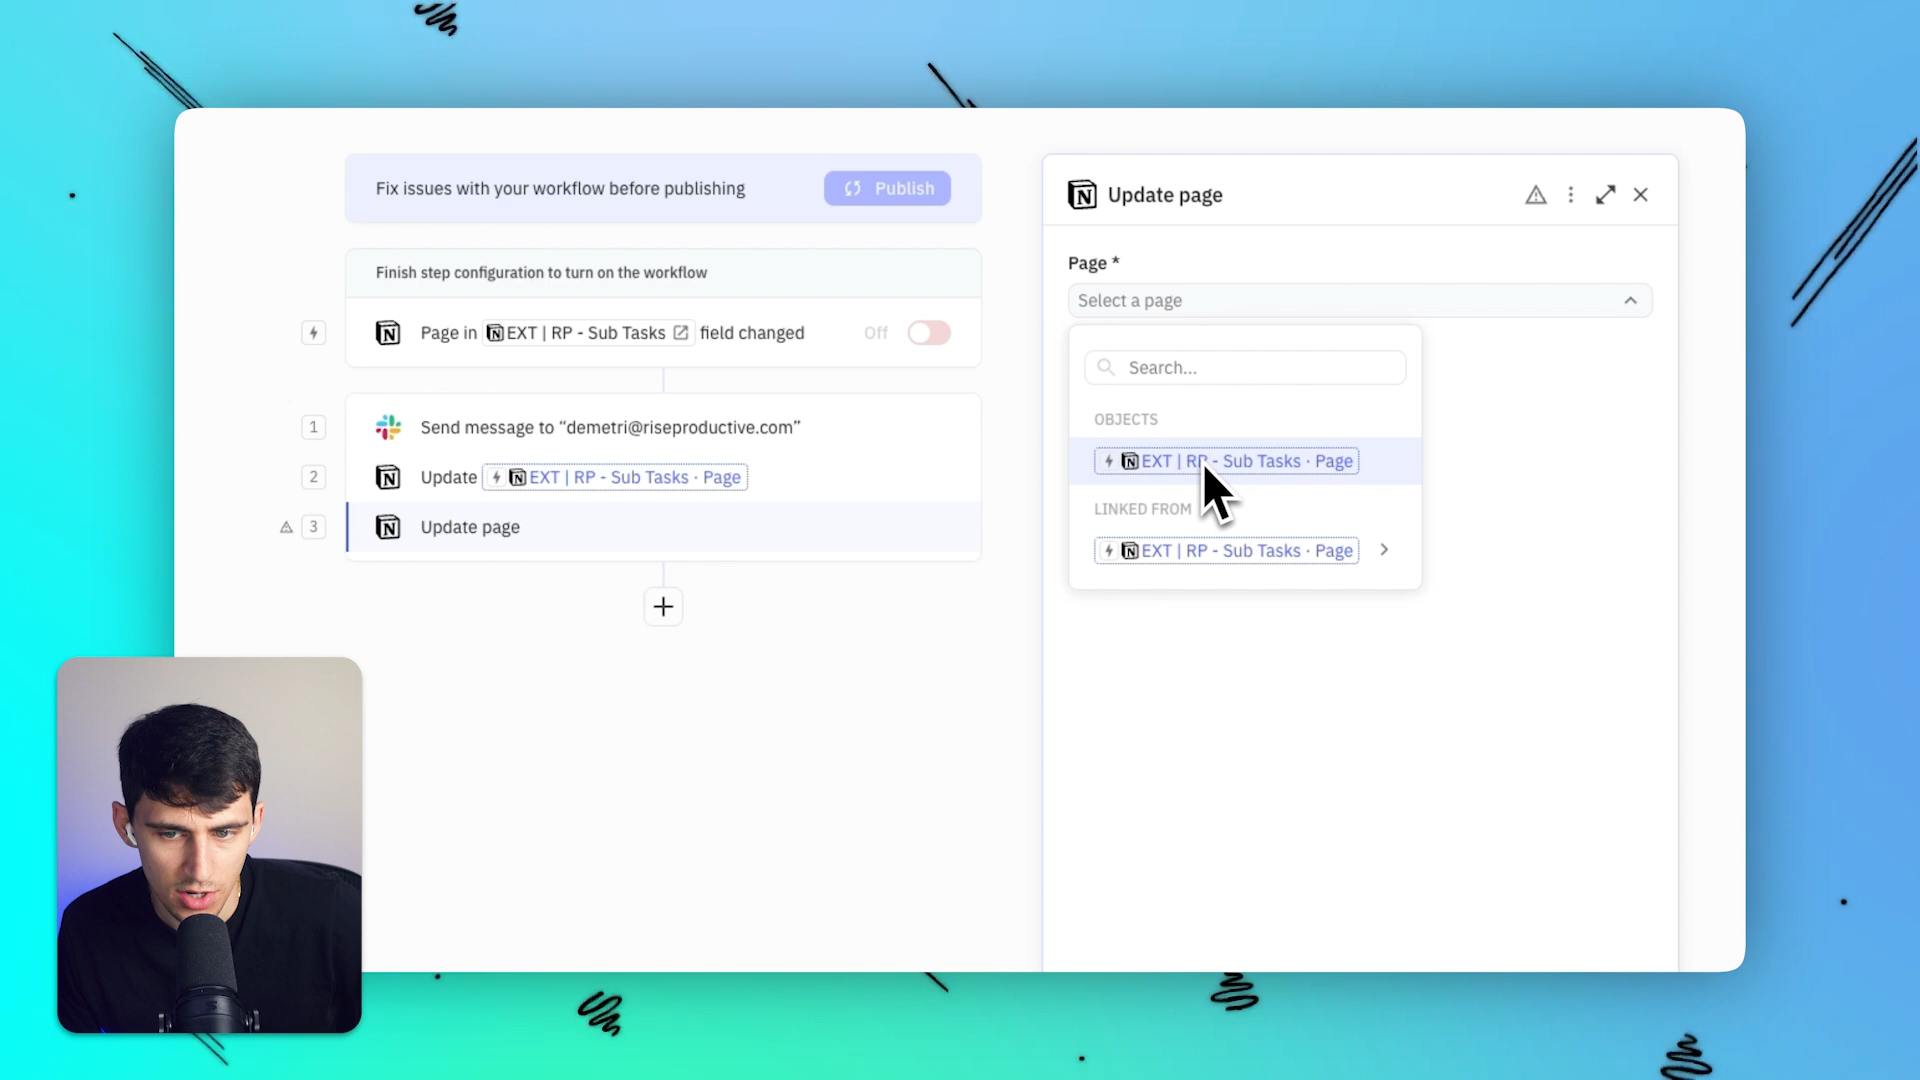 Fix issues with your workflow before publishing
Publish
Finish step configuration to turn on the workflow
Page in EXT | RP - Sub Tasks field changed
Off
1
Send message to “demetri@riseproductive.com”
2
Update EXT | RP - Sub Tasks · Page
3
Update page
Update page
Page *
Select a page
Search...
OBJECTS
EXT | RP - Sub Tasks · Page
LINKED FROM
EXT | RP - Sub Tasks · Page